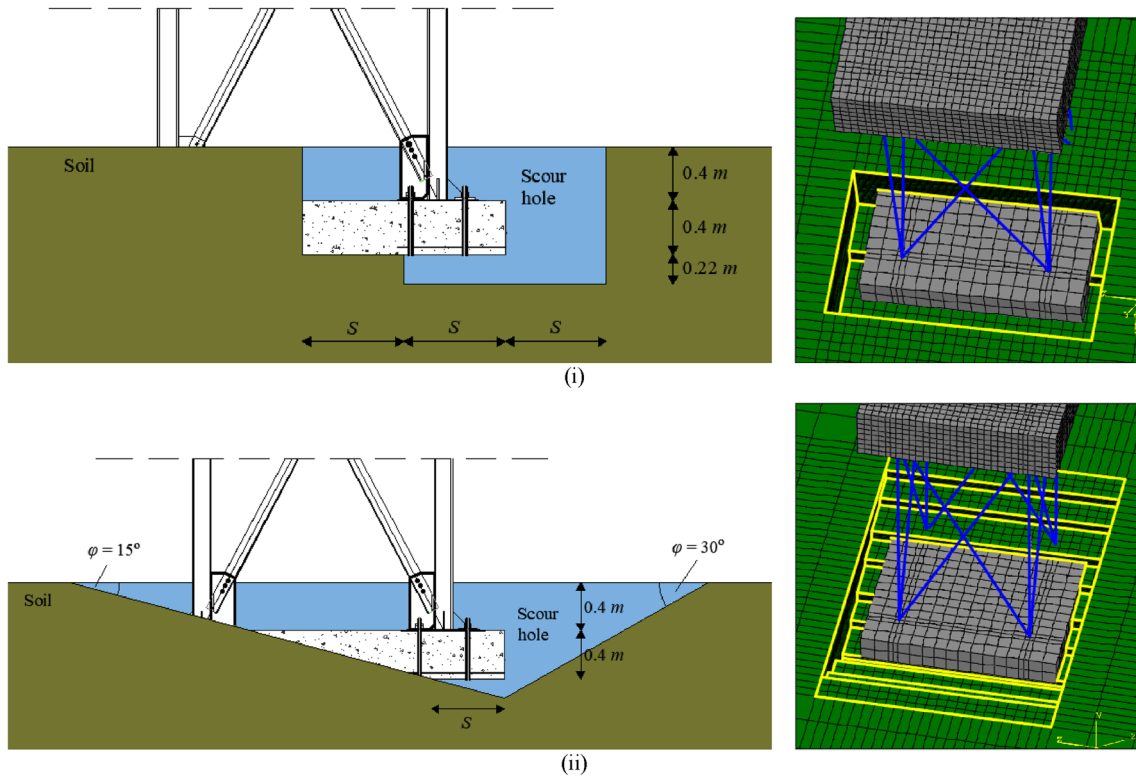 Soil
Scour
hole
0.4 m
0.4 m
0.22 m
S
S
S
(i)
φ = 15°
φ = 30°
Soil
Scour
hole
0.4 m
0.4 m
S
(ii)